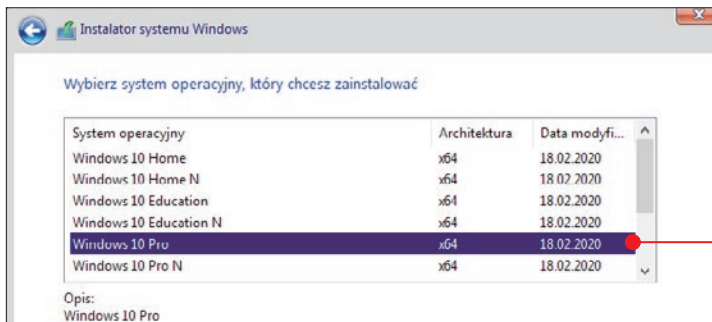 Instalator systemu Windows
Wybierz system operacyjny, który chcesz zainstalować
System operacyjny Architektura Data modyfi...
Windows 10 Home x64 18.02.2020
Windows 10 Home N x64 18.02.2020
Windows 10 Education x64 18.02.2020
Windows 10 Education N x64 18.02.2020
Windows 10 Pro x64 18.02.2020
Windows 10 Pro N x64 18.02.2020
Opis:
Windows 10 Pro